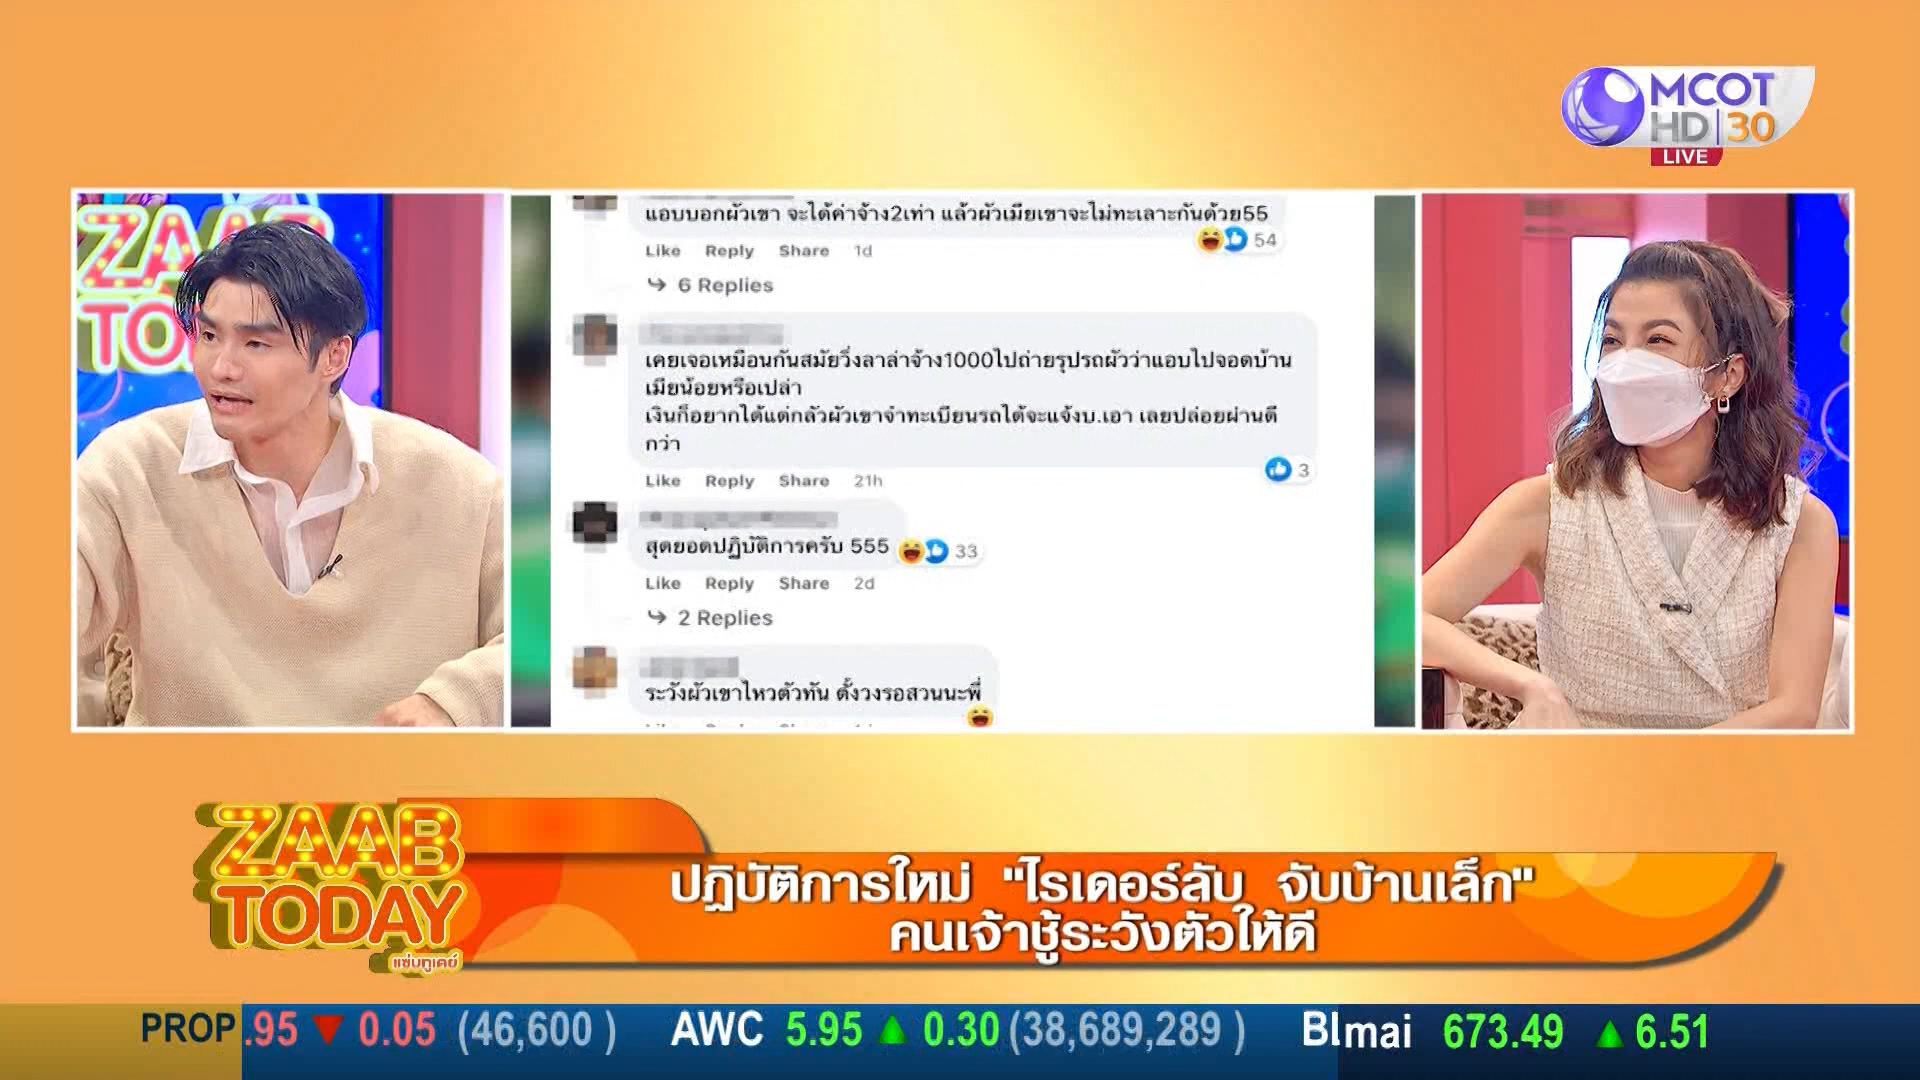 MCOT
HD 30
LIVE
ZAAB
แอบบอกผัวเขา จะได้ค่าจ้าง2เท่า แล้วผัวเมียเขาจะไม่ทะเลาะกันด้วย55
54
Like Reply Share 1d
6 Replies
เคยเจอเหมือนกันสมัยวิ่งลาล่าจ้าง1000ไปถ่ายรุปรถผัวว่าแอบไปจอดบ้าน
เมียน้อยหรือเปล่า
เงินก็อยากได้แต่กลัวผัวเขาจำทะเบียนรถได้จะแจ้งบ.เอา เลยปล่อยผ่านดี
กว่า
3
Like Reply Share 21h
สุดยอดปฏิบัติการครับ 555
33
Like Reply Share 2d
2 Replies
ระวังผัวเขาไหวตัวทัน ตั้งวงรอสวนนะพี่
ZAAB
TODAY
แซ่บทูเดย์
ปฏิบัติการใหม่ "ไรเดอร์ลับ จับบ้านเล็ก"
คนเจ้าชู้ระวังตัวให้ดี
PROP .95 ▼ 0.05 (46,600 ) AWC 5.95 ▲ 0.30 (38,689,289 ) mai 673.49 ▲ 6.51